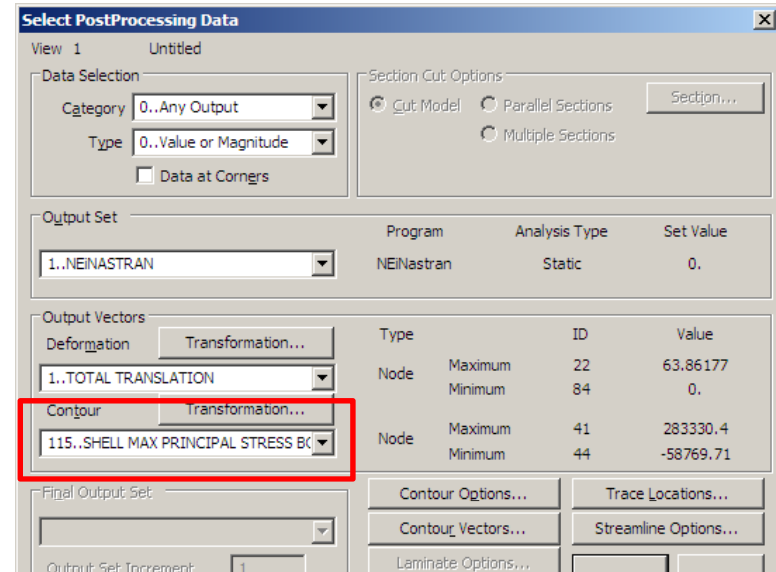 Select PostProcessing Data
View 1 Untitled
Data Selection
Category 0..Any Output
Type 0..Value or Magnitude
Data at Corners
Section Cut Options
Cut Model Parallel Sections Section...
Multiple Sections
Output Set
1..NEiNASTRAN
Program Analysis Type Set Value
NEiNastran Static 0.
Output Vectors
Deformation Transformation...
1..TOTAL TRANSLATION
Contour Transformation...
115..SHELL MAX PRINCIPAL STRESS BO
Type ID Value
Node Maximum 22 63.86177
Minimum 84 0.
Node Maximum 41 283330.4
Minimum 44 -58769.71
Final Output Set
Output Set Increment 1
Contour Options... Trace Locations...
Contour Vectors... Streamline Options...
Laminate Options...